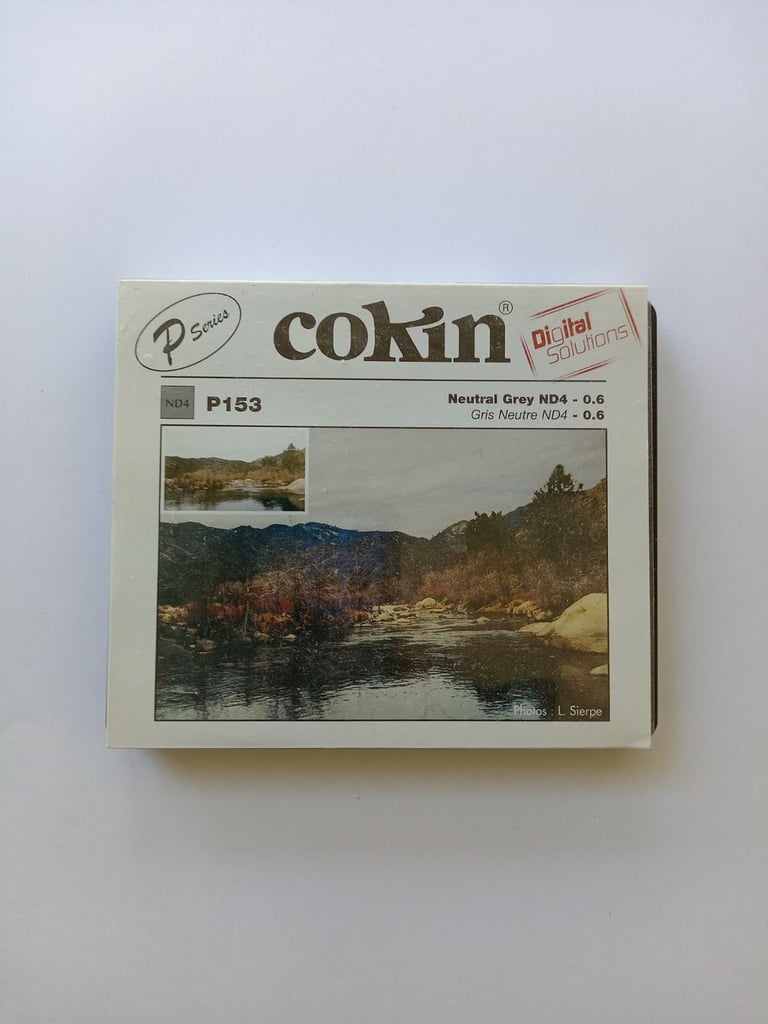 P Series
cokin®
Digital
Solutions
ND4
P153
Neutral Grey ND4 - 0.6
Gris Neutre ND4 - 0.6
Photos : L. Sierpe